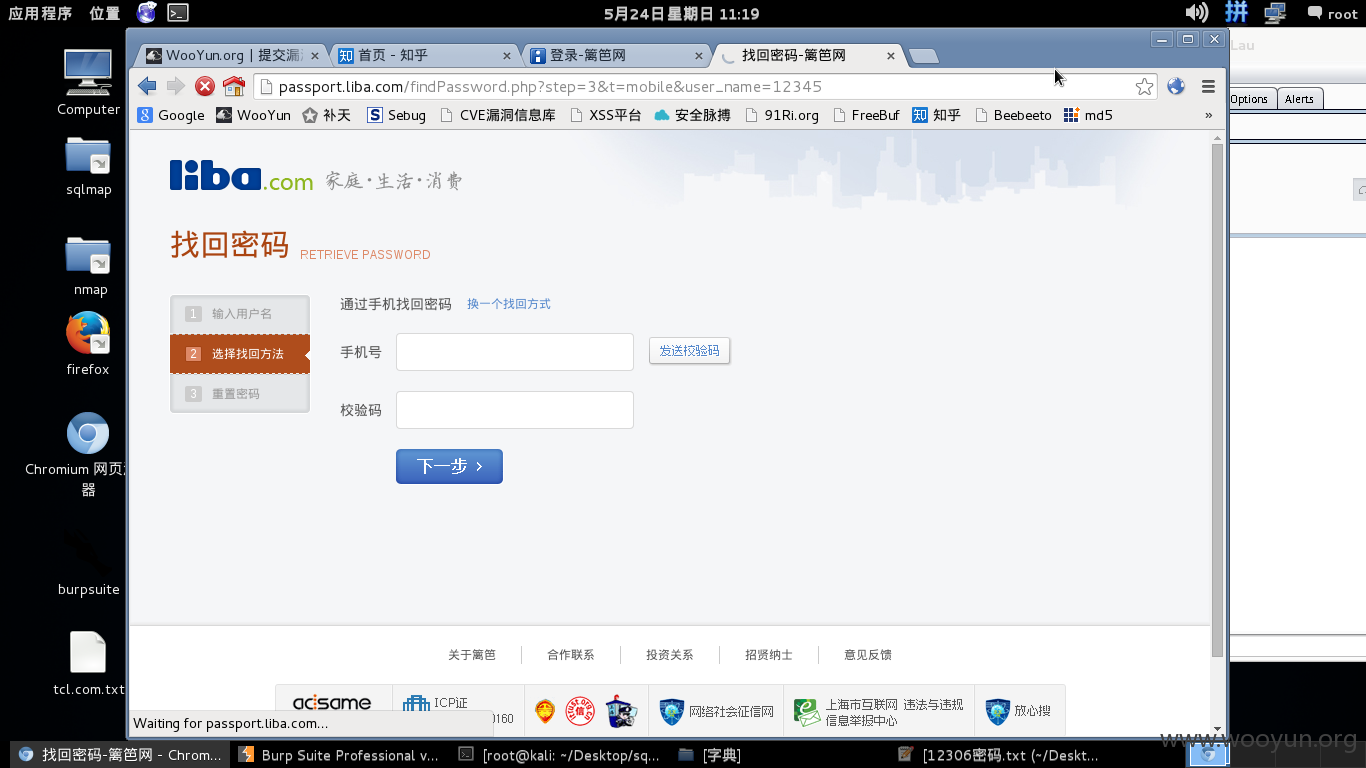 应用程序 位置 5月24日星期日 11:19 拼 root
Computer
sqlmap
nmap
firefox
Chromium 网页
器
burpsuite
tcl.com.txt
WooYun.org | 提交漏 首页 - 知乎 登录-篱笆网 找回密码-篱笆网
passport.liba.com/findPassword.php?step=3&t=mobile&user_name=12345
Google WooYun 补天 Sebug CVE漏洞信息库 XSS平台 安全脉搏 91Ri.org FreeBuf 知乎 Beebeeto md5 »
Lau
Options Alerts
liba.com 家庭·生活·消费
找回密码 RETRIEVE PASSWORD
1 输入用户名
2 选择找回方法
3 重置密码
通过手机找回密码 换一个找回方式
手机号 发送校验码
校验码
下一步 ›
关于篱笆 合作联系 投资关系 招贤纳士 意见反馈
acisame ICP证 0160 网络社会征信网 上海市互联网 违法与违规 信息举报中心 放心搜
Waiting for passport.liba.com...
www.wooyun.org
找回密码-篱笆网 - Chrom... Burp Suite Professional v... [root@kali: ~/Desktop/sq... [字典] [12306密码.txt (~/Deskt...